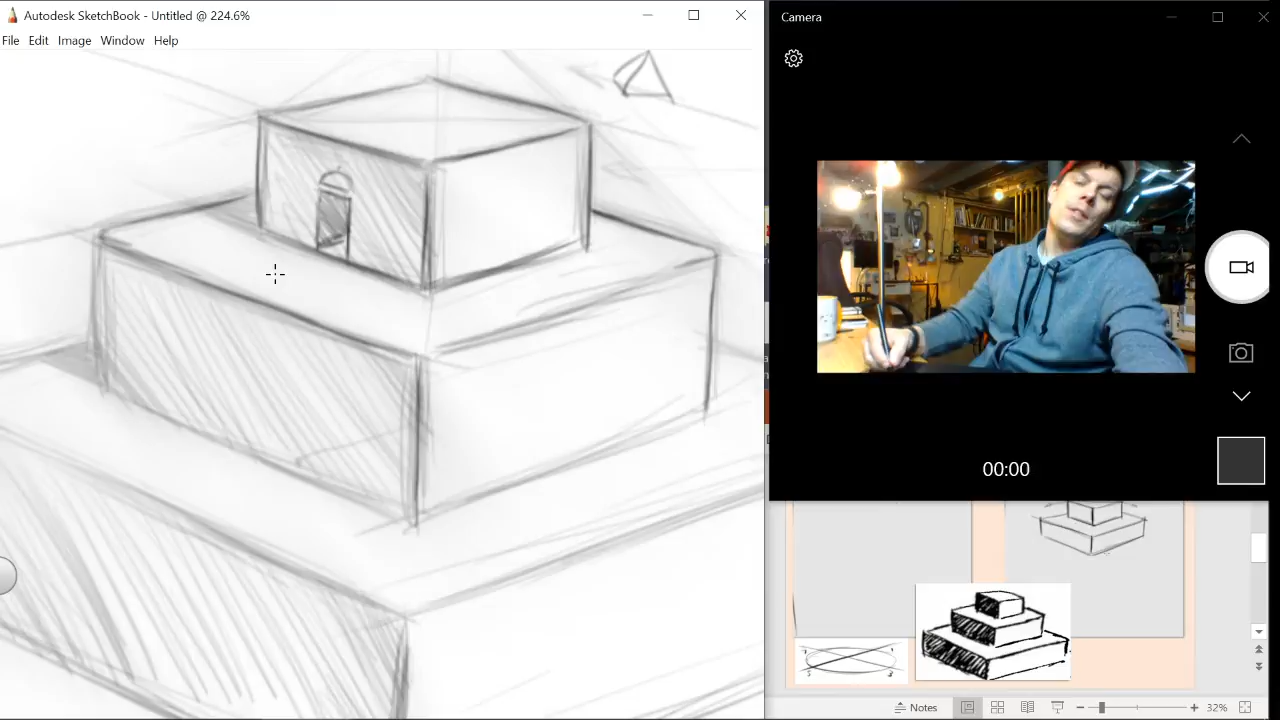 Autodesk SketchBook - Untitled @ 224.6%
File Edit Image Window Help
Camera
00:00
Notes
32%